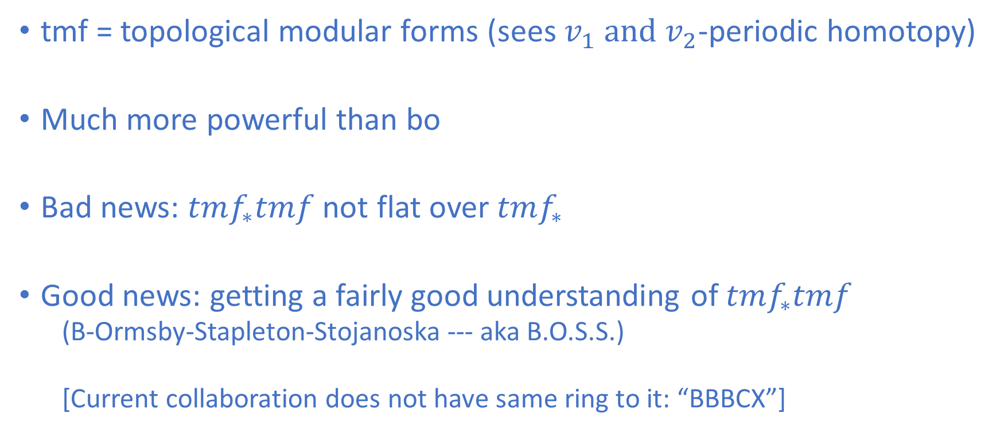 • tmf = topological modular forms (sees $v_1$ and $v_2$-periodic homotopy)
• Much more powerful than bo
• Bad news: $tmf_*tmf$ not flat over $tmf_*$
• Good news: getting a fairly good understanding of $tmf_*tmf$
(B-Ormsby-Stapleton-Stojanoska --- aka B.O.S.S.)
[Current collaboration does not have same ring to it: “BBBCX”]